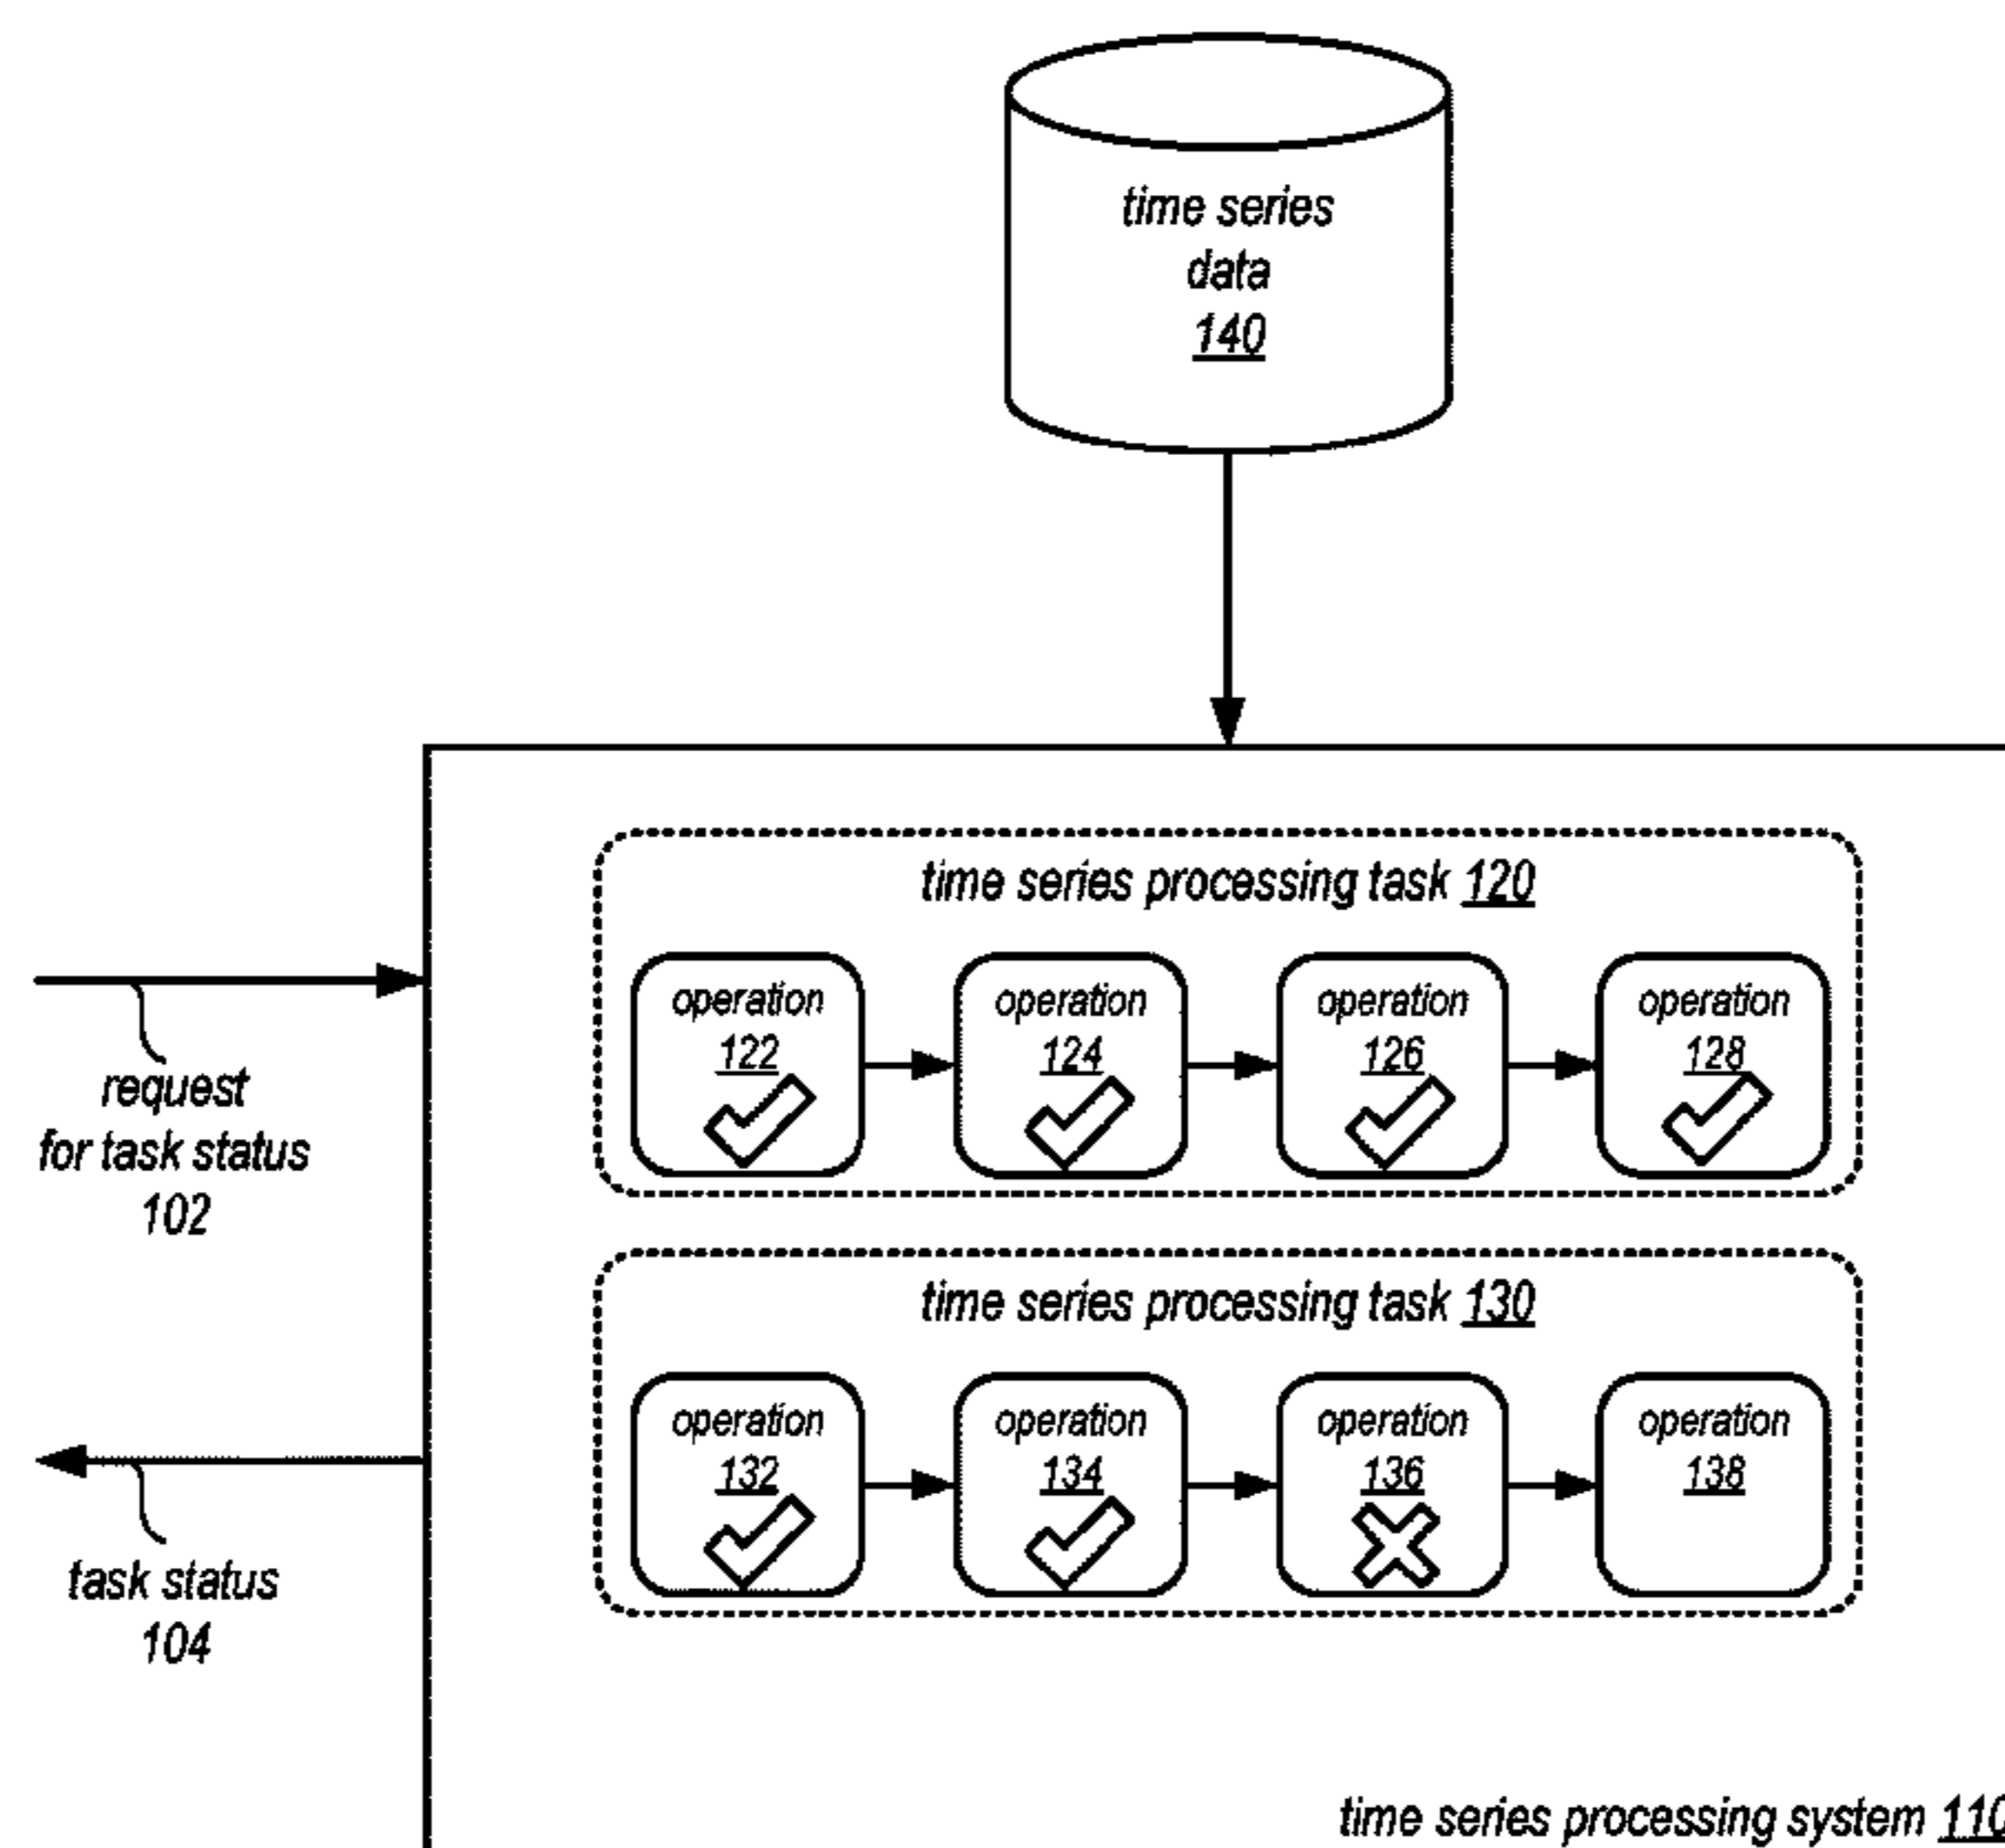 time series
data
140
time series processing task 120
operation
122
operation
124
operation
126
operation
128
request
for task status
102
time series processing task 130
operation
132
operation
134
operation
136
operation
138
task status
104
time series processing system 110